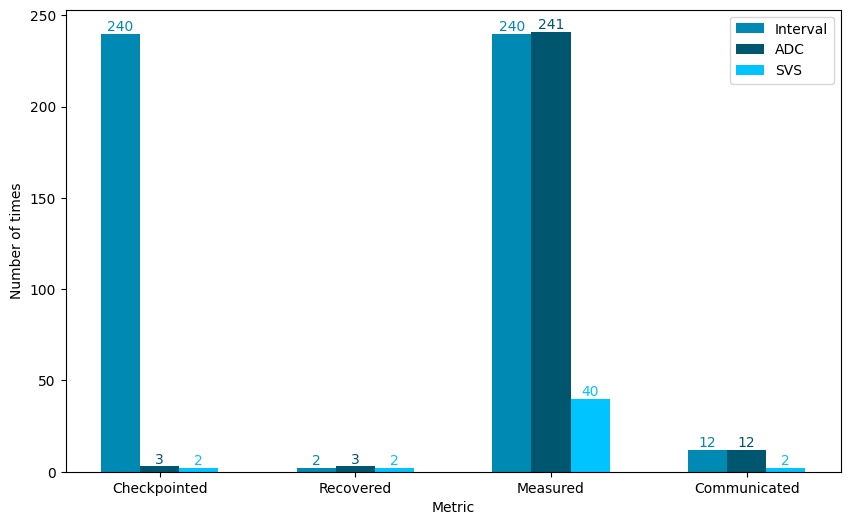 250
200
150
100
50
0
Number of times
240
3
2
2
3
2
240
241
40
12
12
2
Interval
ADC
SVS
Checkpointed
Recovered
Measured
Communicated
Metric